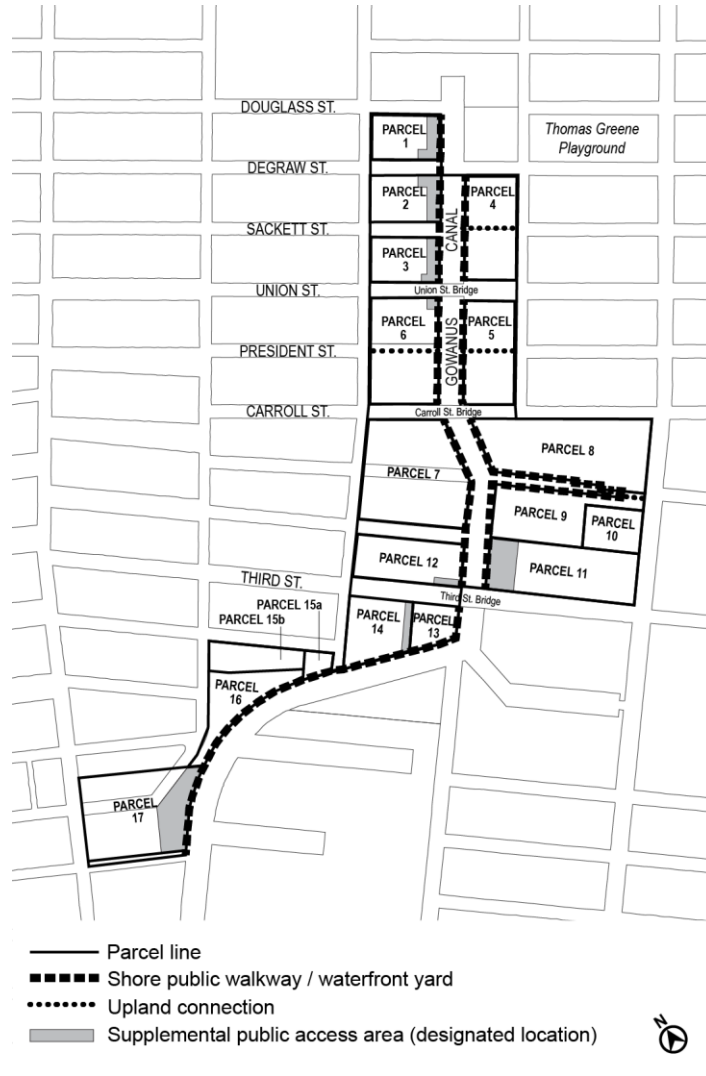 DOUGLASS ST.
PARCEL
1
Thomas Greene
Playground
DEGRAW ST.
PARCEL
2
PARCEL
4
SACKETT ST.
CANAL
PARCEL
3
UNION ST.
Union St. Bridge
PARCEL
6
GOWANUS
PARCEL
5
PRESIDENT ST.
CARROLL ST.
Carroll St. Bridge
PARCEL 8
PARCEL 7
PARCEL 9
PARCEL
10
PARCEL 12
PARCEL 11
THIRD ST.
Third St. Bridge
PARCEL 15a
PARCEL 15b
PARCEL
14
PARCEL
13
PARCEL
16
PARCEL
17
Parcel line
Shore public walkway / waterfront yard
Upland connection
Supplemental public access area (designated location)
N